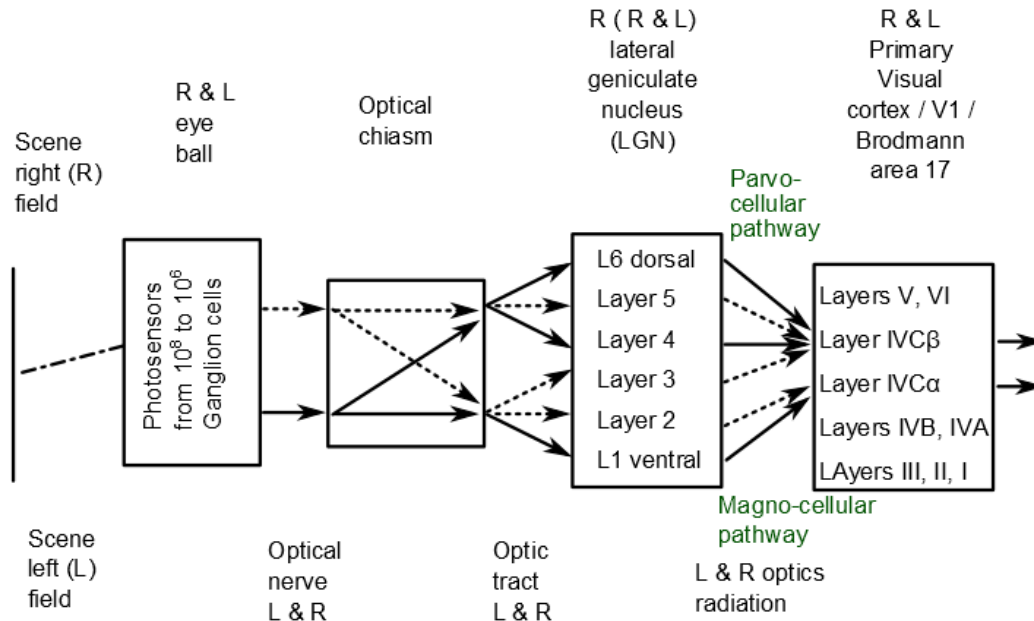 Scene
right (R)
field
R & L
eye
ball
Optical
chiasm
R ( R & L)
lateral
geniculate
nucleus
(LGN)
R & L
Primary
Visual
cortex / V1 /
Brodmann
area 17
Parvo-
cellular
pathway
Photosensors
from 10⁸ to 10⁶
Ganglion cells
L6 dorsal
Layer 5
Layer 4
Layer 3
Layer 2
L1 ventral
Layers V, VI
Layer IVCβ
Layer IVCα
Layers IVB, IVA
LAyers III, II, I
Magno-cellular
pathway
Scene
left (L)
field
Optical
nerve
L & R
Optic
tract
L & R
L & R optics
radiation